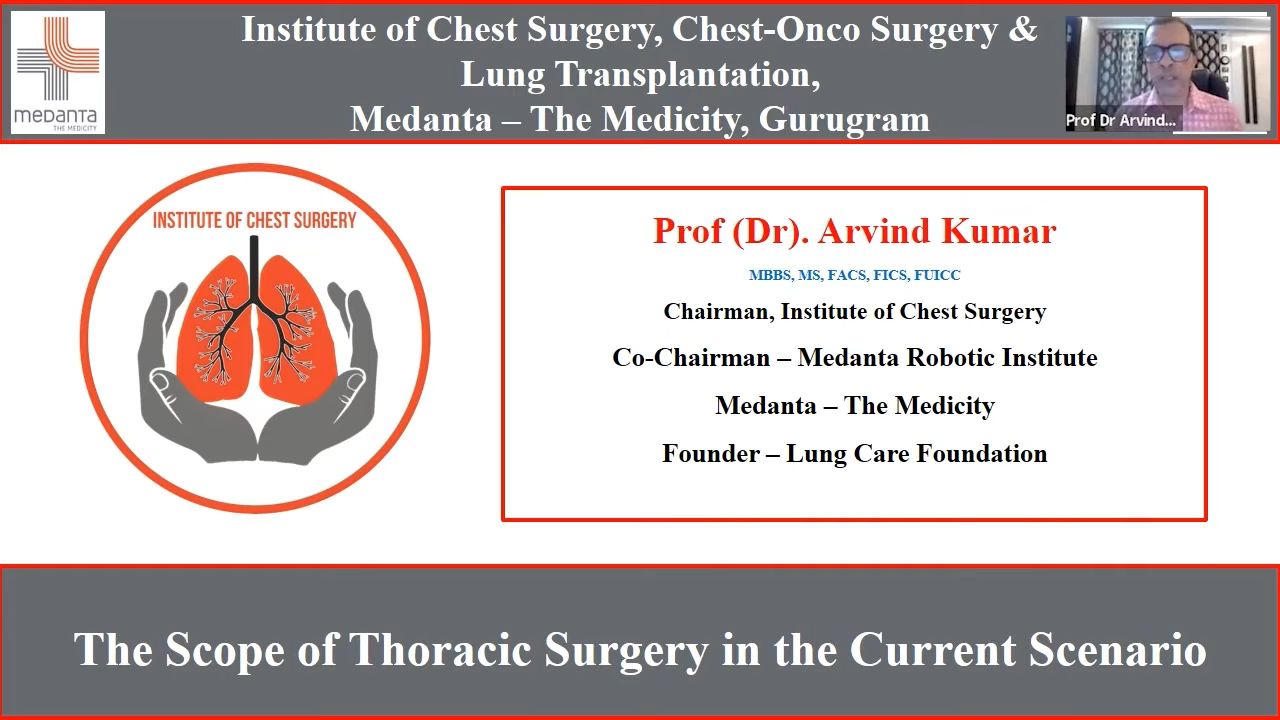 Institute of Chest Surgery, Chest-Onco Surgery &
Lung Transplantation,
Medanta – The Medicity, Gurugram
medanta
THE MEDICITY
Prof Dr Arvind...
INSTITUTE OF CHEST SURGERY
Prof (Dr). Arvind Kumar
MBBS, MS, FACS, FICS, FUICC
Chairman, Institute of Chest Surgery
Co-Chairman – Medanta Robotic Institute
Medanta – The Medicity
Founder – Lung Care Foundation
The Scope of Thoracic Surgery in the Current Scenario